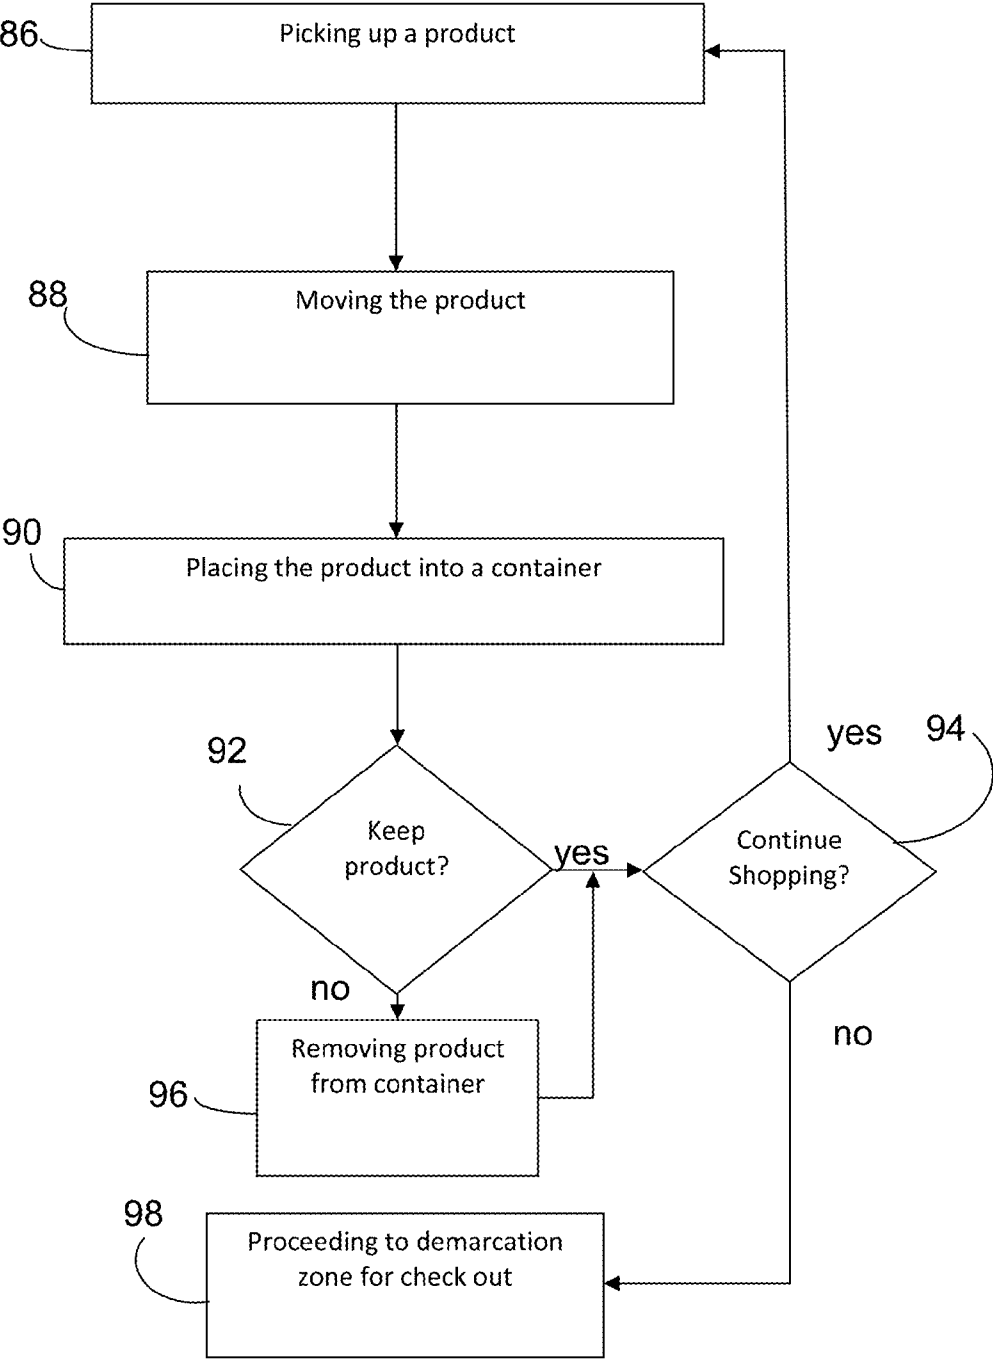 86
Picking up a product
88
Moving the product
90
Placing the product into a container
92
Keep
product?
yes
94
Continue
Shopping?
yes
no
no
96
Removing product
from container
98
Proceeding to demarcation
zone for check out